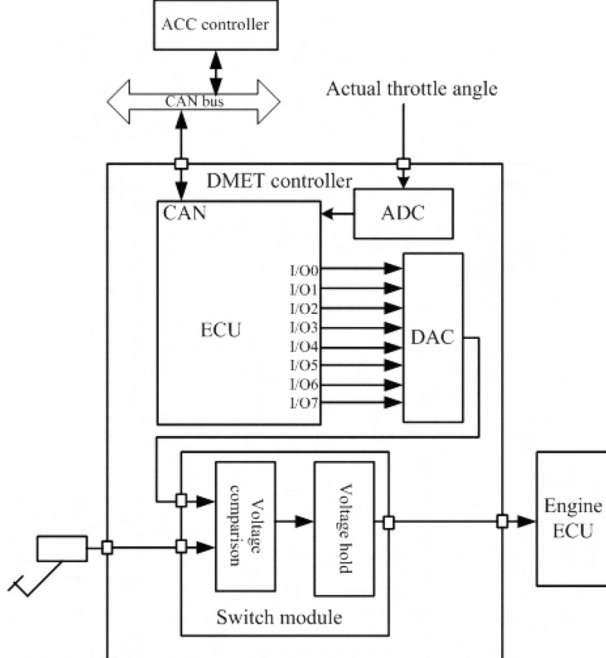 ACC controller
CAN bus
Actual throttle angle
DMET controller
CAN
ADC
I/O0
I/O1
I/O2
I/O3
I/O4
I/O5
I/O6
I/O7
ECU
DAC
Voltage
comparison
Voltage hold
Engine
ECU
Switch module